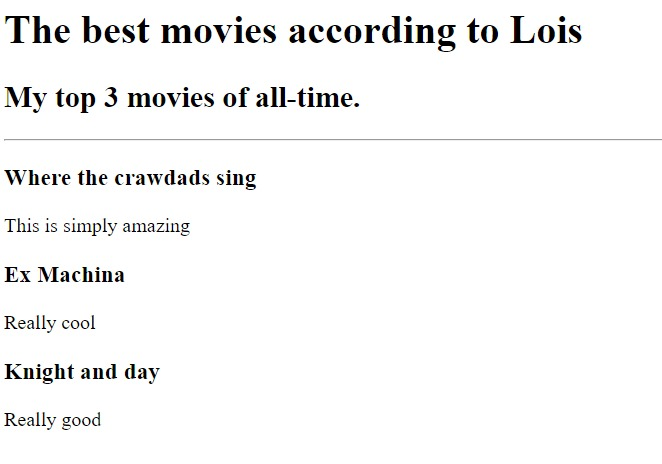 The best movies according to Lois
My top 3 movies of all-time.
Where the crawdads sing
This is simply amazing
Ex Machina
Really cool
Knight and day
Really good